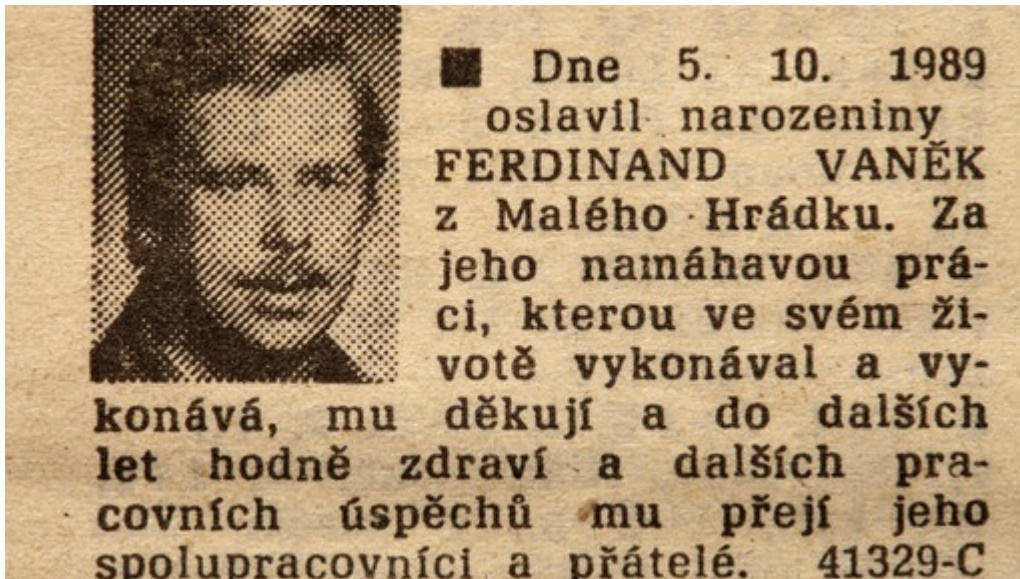 ■ Dne 5. 10. 1989
oslavil narozeniny
FERDINAND VANĚK
z Malého Hrádku. Za
jeho namáhavou prá-
ci, kterou ve svém ži-
votě vykonával a vy-
konává, mu děkují a do dalších
let hodně zdraví a dalších pra-
covních úspěchů mu přejí jeho
spolupracovníci a přátelé. 41329-C